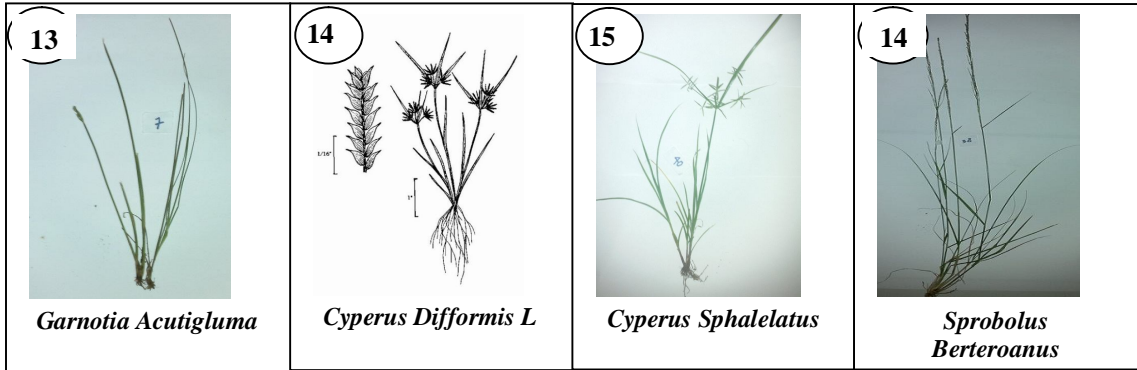 13
14
15
14
7
1/16"
1"
Garnotia Acutigluma
Cyperus Difformis L
Cyperus Sphalelatus
Sprobolus
Berteroanus